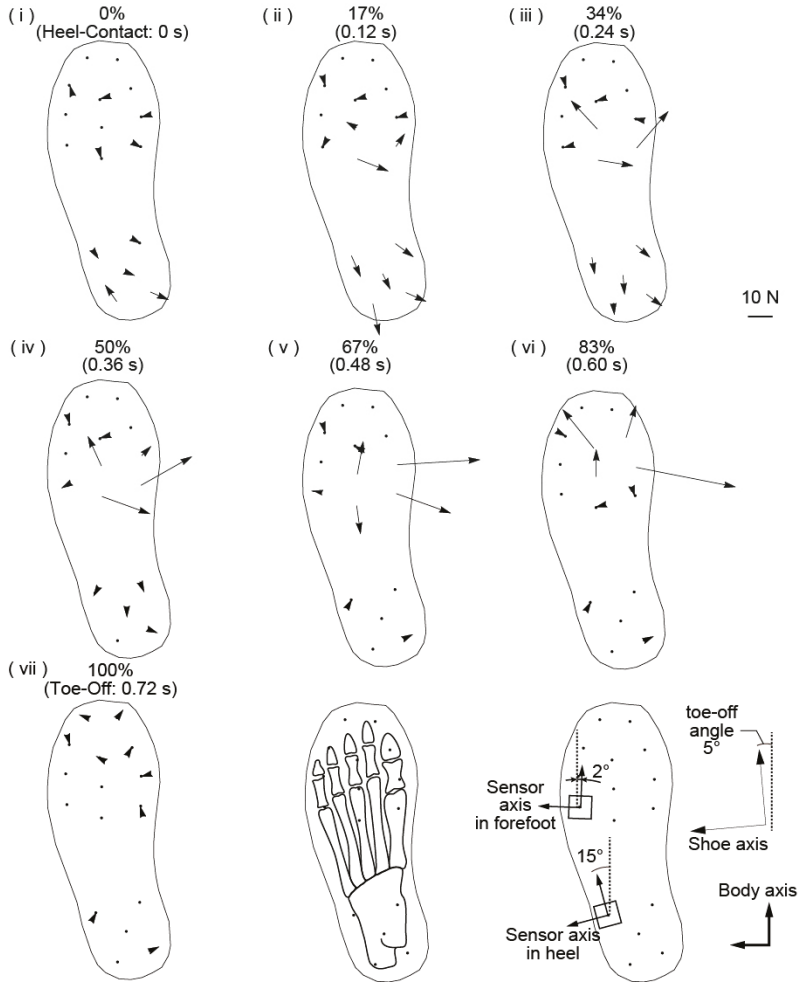 ( i ) 0%
(Heel-Contact: 0 s)
( ii ) 17%
(0.12 s)
( iii ) 34%
(0.24 s)
10 N
( iv ) 50%
(0.36 s)
( v ) 67%
(0.48 s)
( vi ) 83%
(0.60 s)
( vii ) 100%
(Toe-Off: 0.72 s)
2°
Sensor
axis
in forefoot
15°
Sensor axis
in heel
toe-off
angle
5°
Shoe axis
Body axis